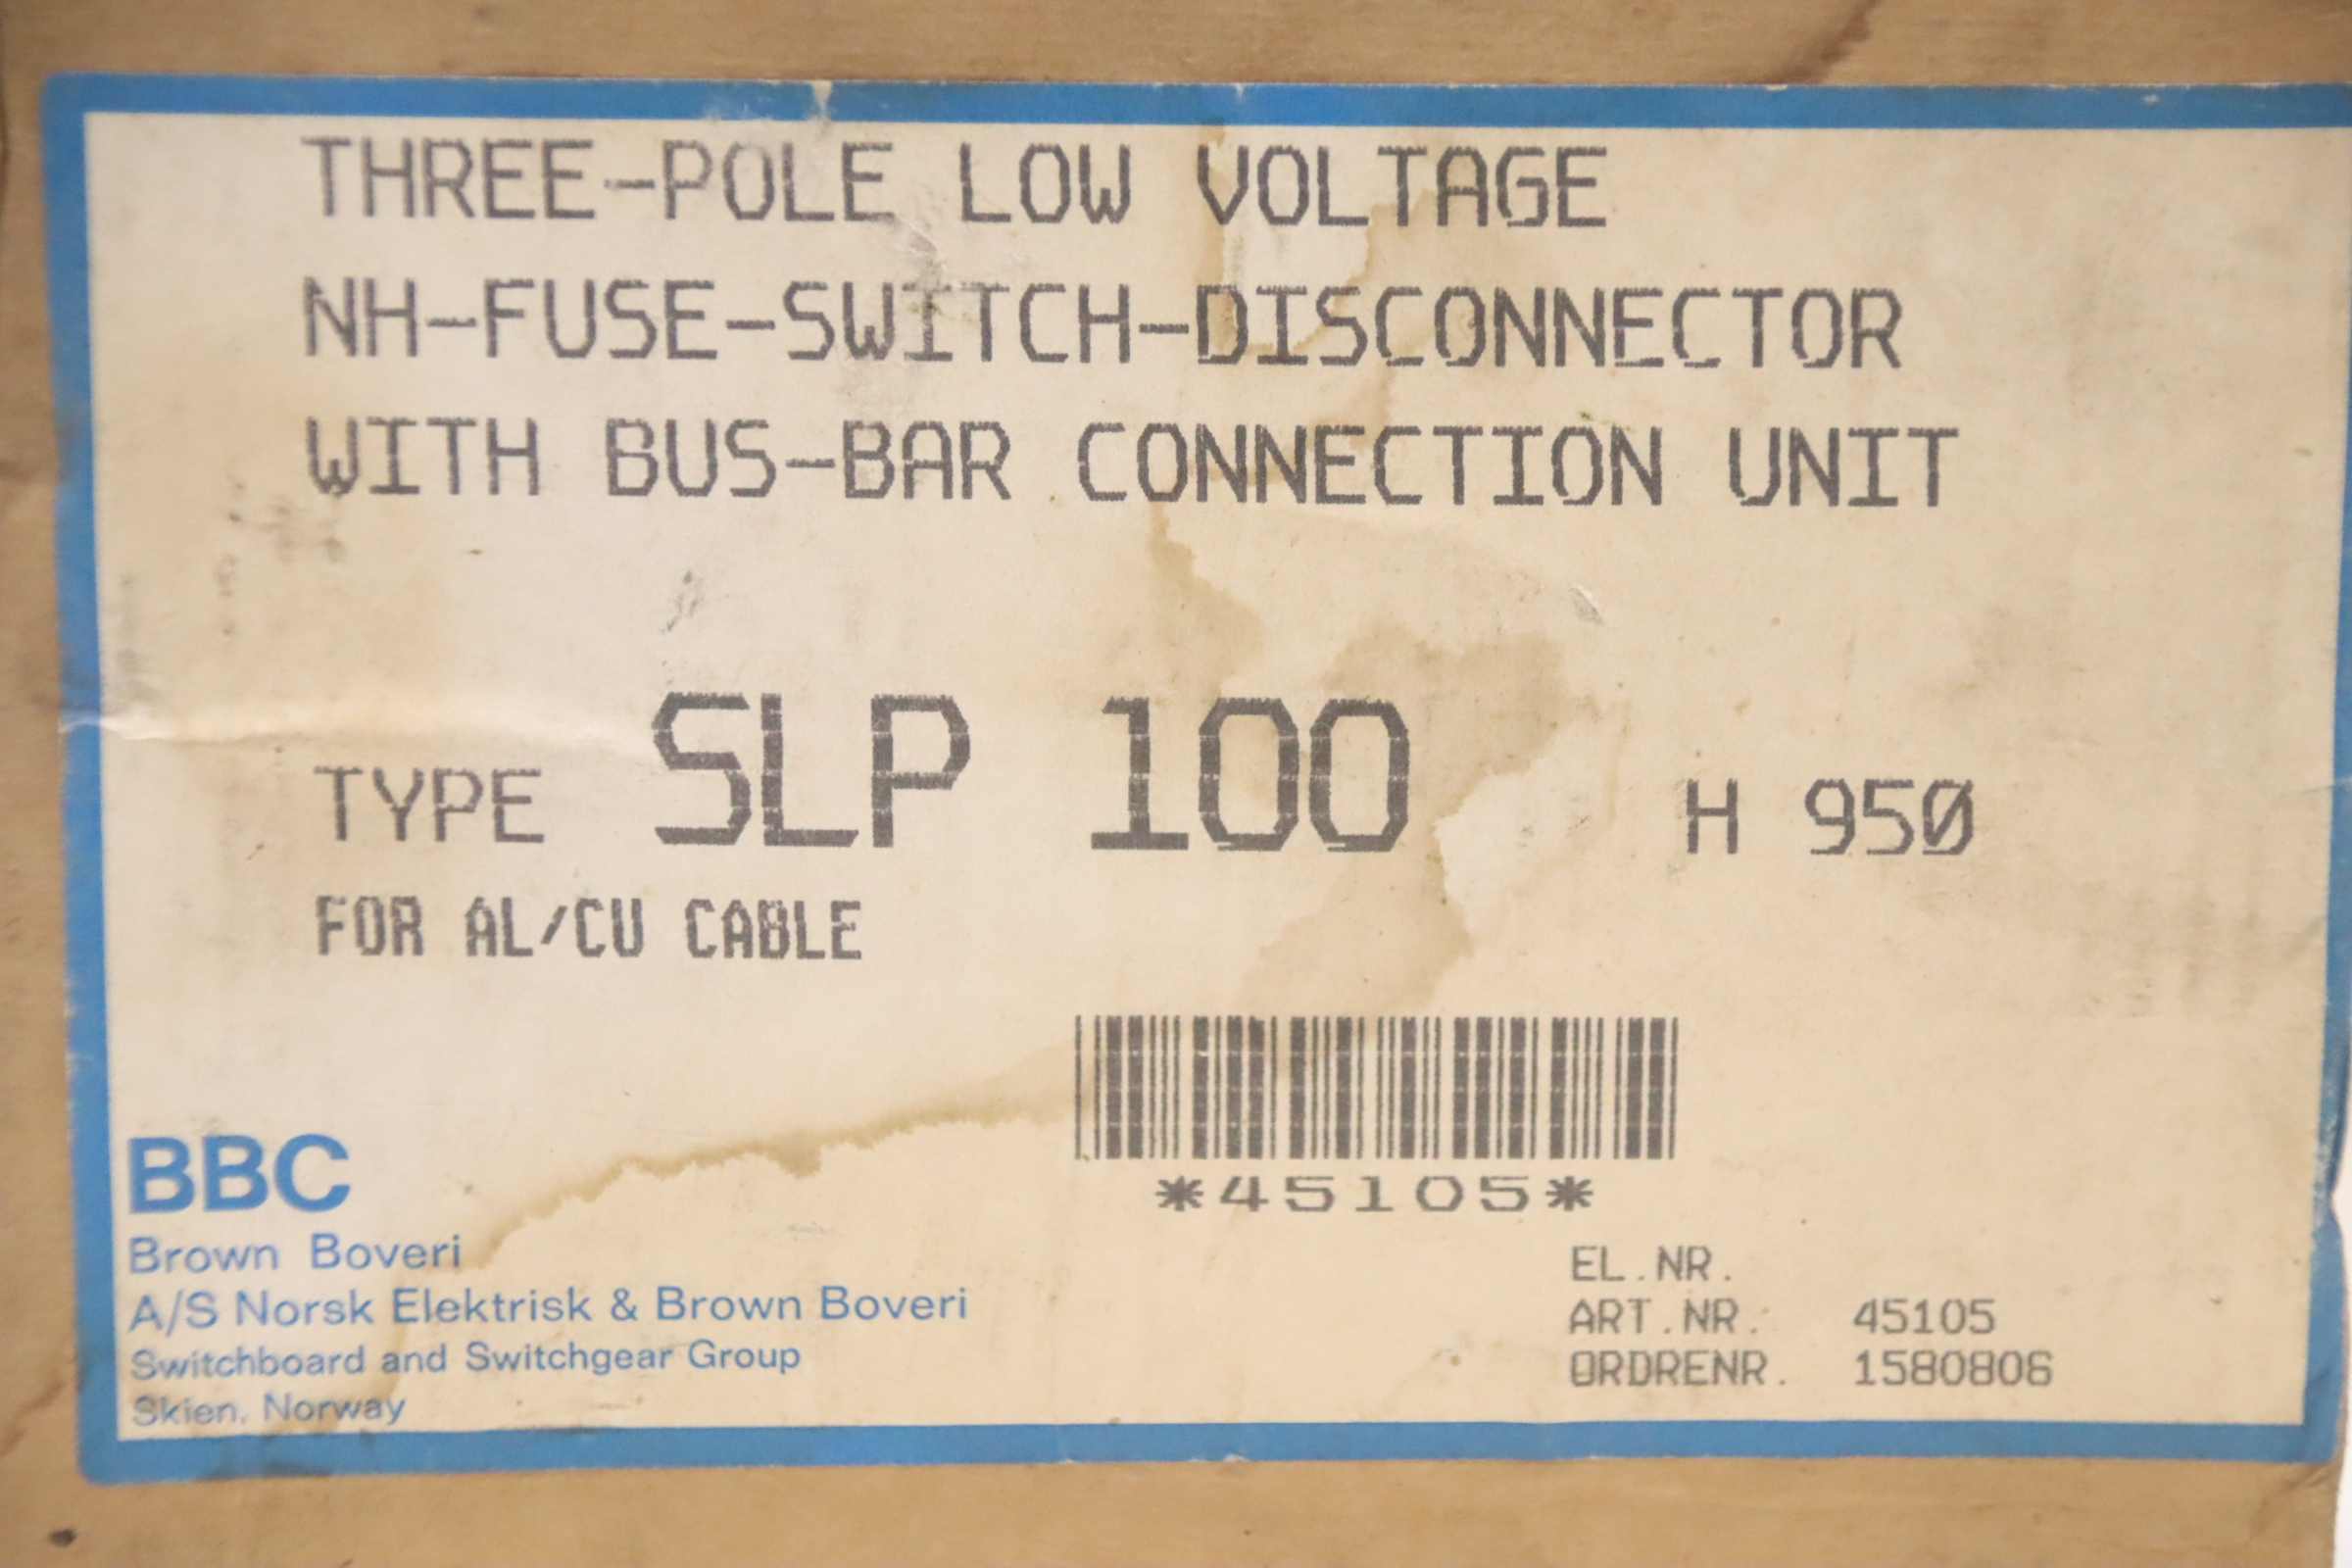 THREE-POLE LOW VOLTAGE
NH-FUSE-SWITCH-DISCONNECTOR
WITH BUS-BAR CONNECTION UNIT
TYPE SLP 100 H 950
FOR AL/CU CABLE
*45105*
BBC
Brown Boveri
A/S Norsk Elektrisk & Brown Boveri
Switchboard and Switchgear Group
Skien, Norway
EL.NR.
ART.NR. 45105
ORDRENR. 1580806